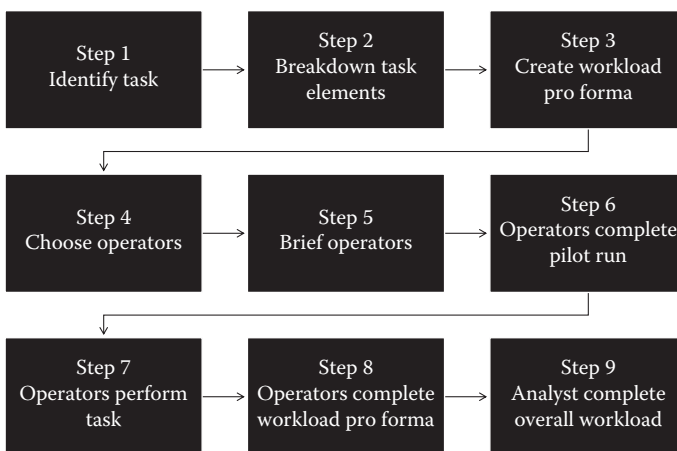 Step 1
Identify task
Step 2
Breakdown task
elements
Step 3
Create workload
pro forma
Step 4
Choose operators
Step 5
Brief operators
Step 6
Operators complete
pilot run
Step 7
Operators perform
task
Step 8
Operators complete
workload pro forma
Step 9
Analyst complete
overall workload